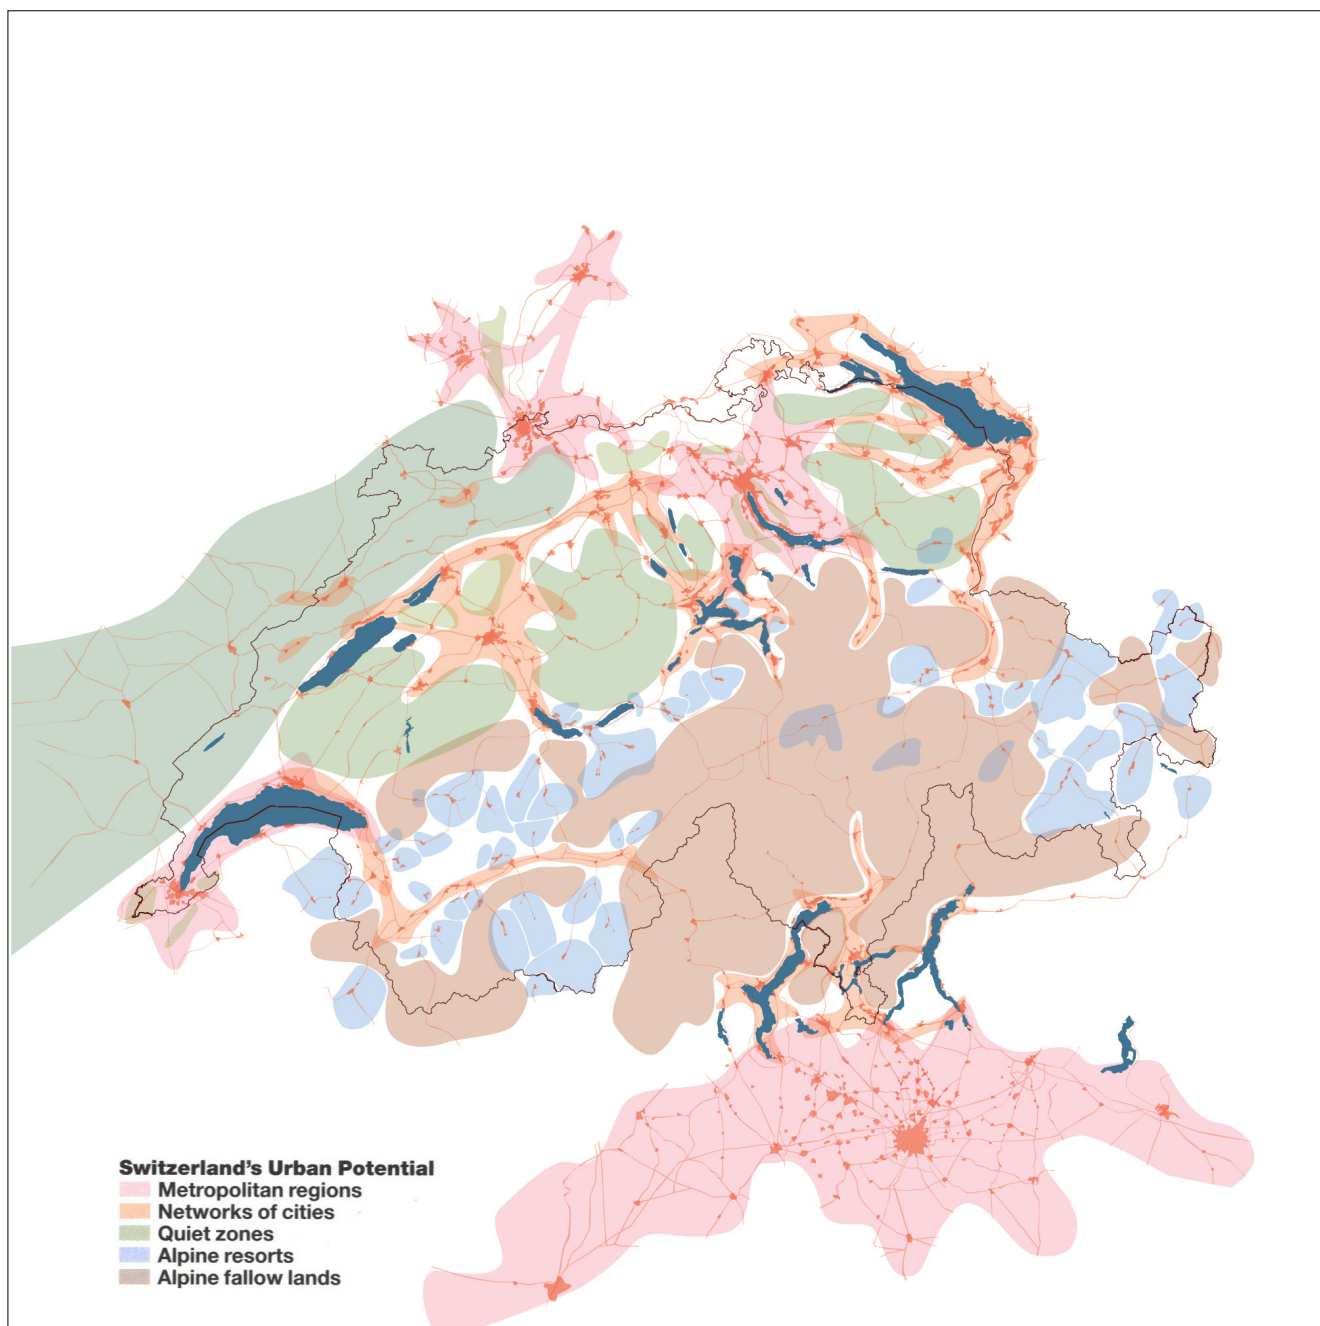 Switzerland's Urban Potential
Metropolitan regions
Networks of cities
Quiet zones
Alpine resorts
Alpine fallow lands